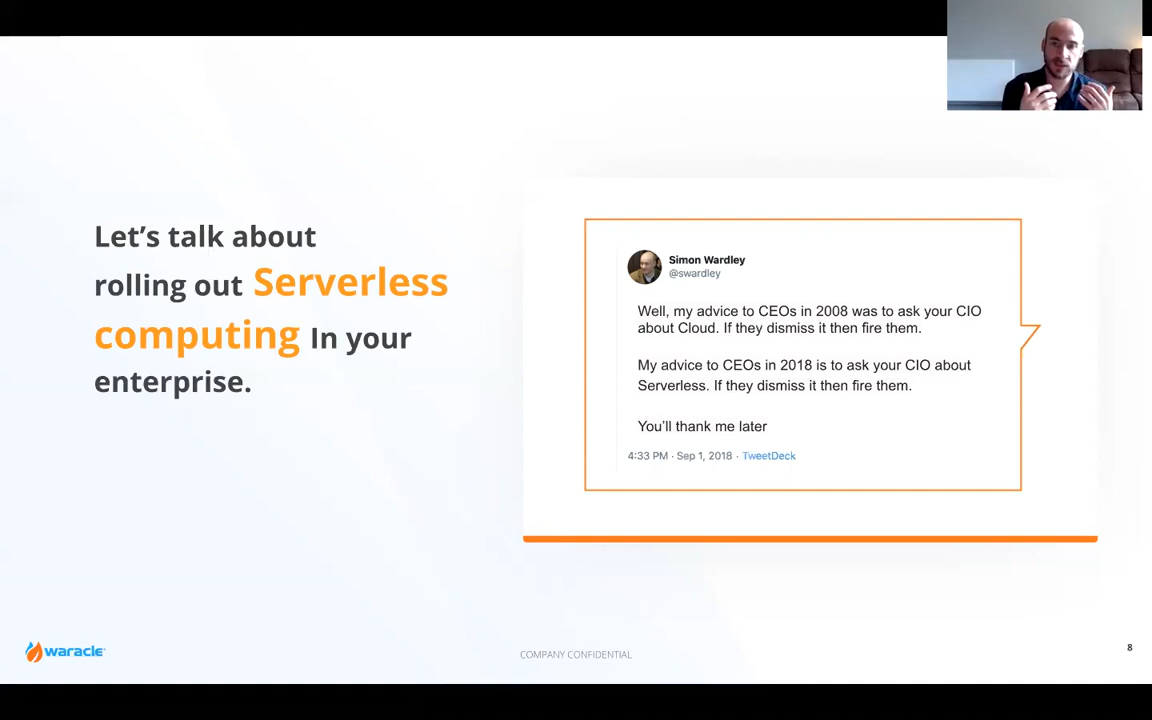 Let’s talk about
rolling out Serverless
computing In your
enterprise.
Simon Wardley
@swardley
Well, my advice to CEOs in 2008 was to ask your CIO
about Cloud. If they dismiss it then fire them.
My advice to CEOs in 2018 is to ask your CIO about
Serverless. If they dismiss it then fire them.
You’ll thank me later
4:33 PM · Sep 1, 2018 · TweetDeck
waracle
COMPANY CONFIDENTIAL
8